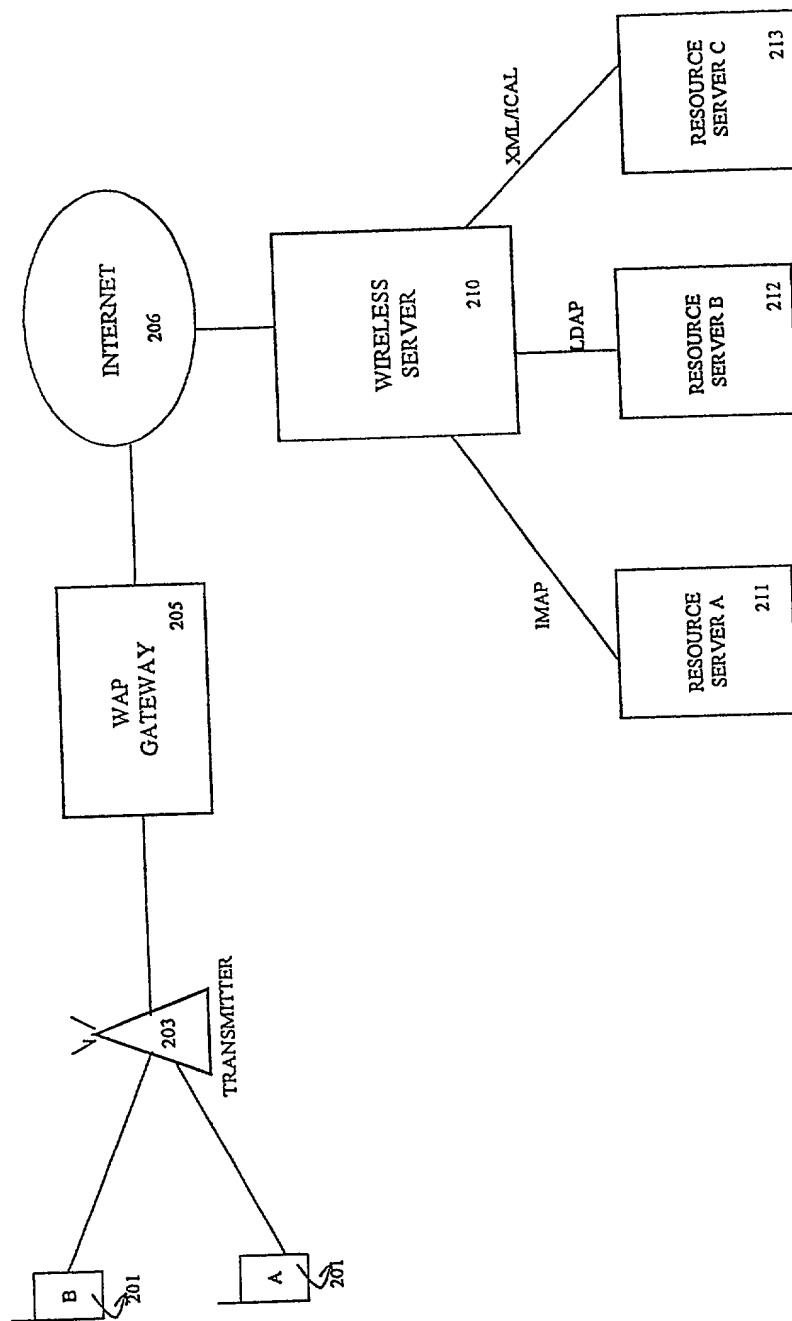 B
201
A
201
203
TRANSMITTER
WAP
GATEWAY
205
INTERNET
206
WIRELESS
SERVER
210
IMAP
LDAP
XML/ICAL
RESOURCE
SERVER A
211
RESOURCE
SERVER B
212
RESOURCE
SERVER C
213